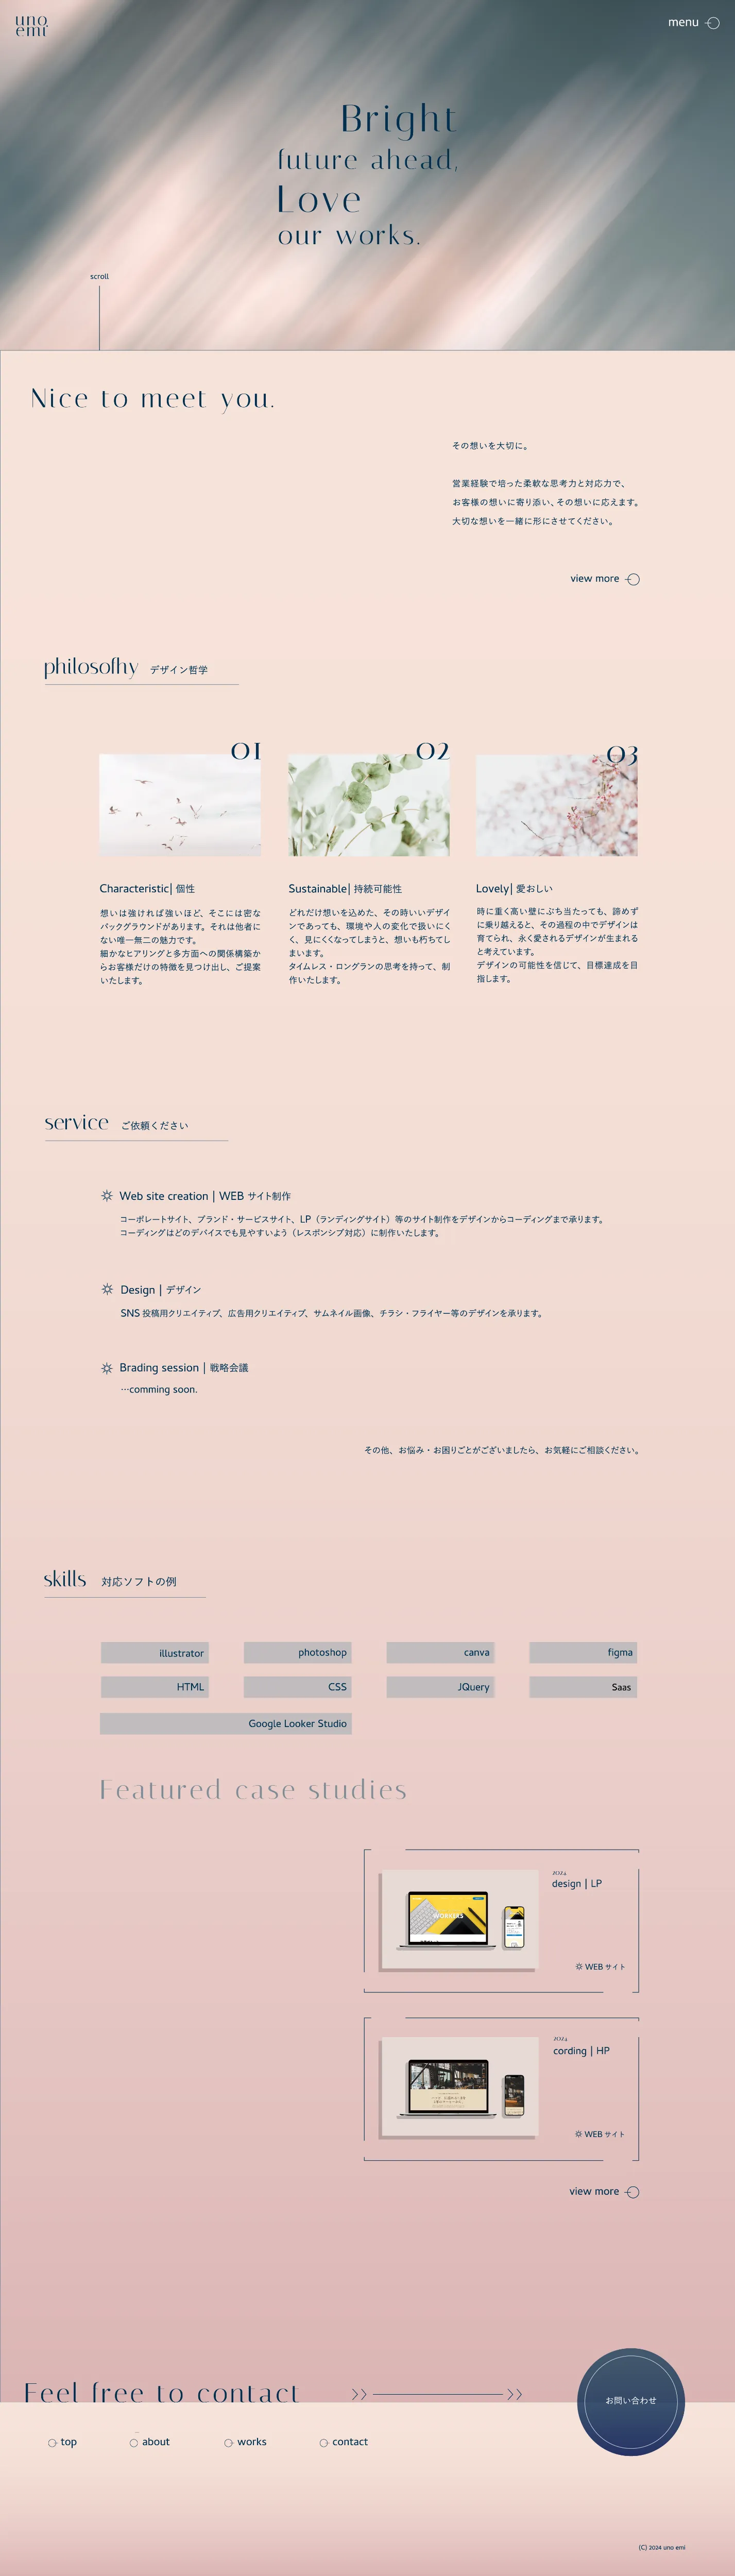 uno
emi
menu
Bright
future ahead,
Love
our works.
scroll
Nice to meet you.
その想いを大切に。
営業経験で培った柔軟な思考力と対応力で、
お客様の想いに寄り添い、その想いに応えます。
大切な想いを一緒に形にさせてください。
view more
philosofhy デザイン哲学
01
02
03
Characteristic| 個性
想いは強ければ強いほど、そこには密な
バックグラウンドがあります。それは他者に
ない唯一無二の魅力です。
細かなヒアリングと多方面への関係構築か
らお客様だけの特徴を見つけ出し、ご提案
いたします。
Sustainable| 持続可能性
どれだけ想いを込めた、その時いいデザイ
ンであっても、環境や人の変化で扱いにく
く、見にくくなってしまうと、想いも朽ちてし
まいます。
タイムレス・ロングランの思考を持って、制
作いたします。
Lovely| 愛おしい
時に重く高い壁にぶち当たっても、諦めず
に乗り越えると、その過程の中でデザインは
育てられ、永く愛されるデザインが生まれる
と考えています。
デザインの可能性を信じて、目標達成を目
指します。
service ご依頼ください
Web site creation | WEB サイト制作
コーポレートサイト、ブランド・サービスサイト、LP（ランディングサイト）等のサイト制作をデザインからコーディングまで承ります。
コーディングはどのデバイスでも見やすいよう（レスポンシブ対応）に制作いたします。
Design | デザイン
SNS 投稿用クリエイティブ、広告用クリエイティブ、サムネイル画像、チラシ・フライヤー等のデザインを承ります。
Brading session | 戦略会議
…comming soon.
その他、お悩み・お困りごとがございましたら、お気軽にご相談ください。
skills 対応ソフトの例
illustrator
photoshop
canva
figma
HTML
CSS
JQuery
Saas
Google Looker Studio
Featured case studies
2024
design | LP
WORKERS
WEB サイト
2024
cording | HP
WEB サイト
view more
Feel free to contact
お問い合わせ
top
about
works
contact
(C) 2024 uno emi